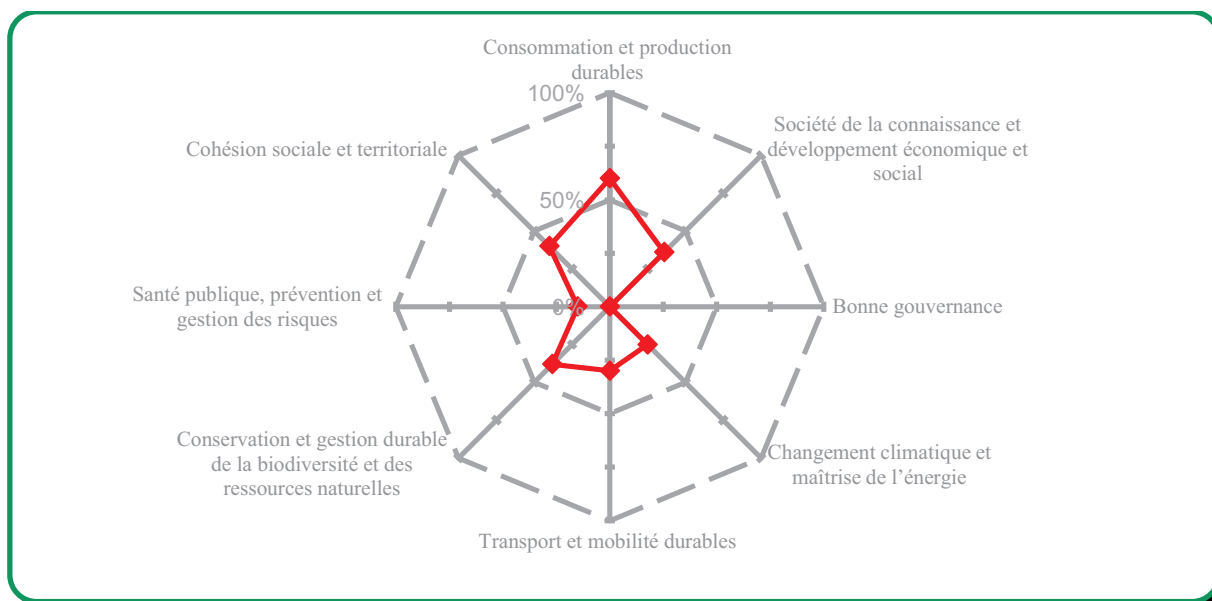 Consommation et production
durables
100%
Société de la connaissance et
développement économique et
social
Cohésion sociale et territoriale
50%
Santé publique, prévention et
gestion des risques
0%
Bonne gouvernance
Conservation et gestion durable
de la biodiversité et des
ressources naturelles
Changement climatique et
maîtrise de l’énergie
Transport et mobilité durables